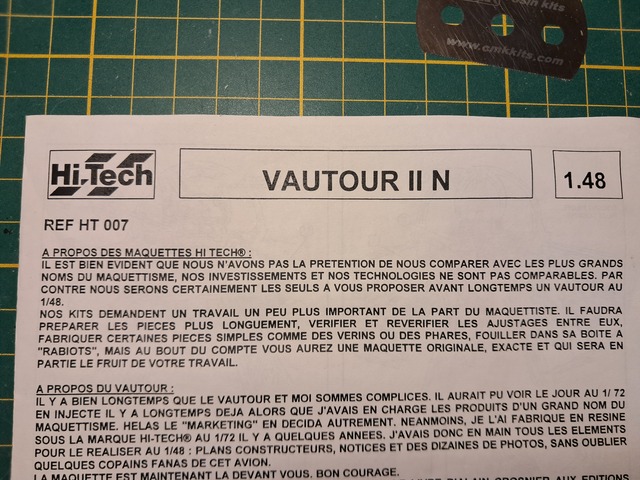 ain kits
www.amkkits.com
Hi-Tech
VAUTOUR II N
1.48
REF HT 007
A PROPOS DES MAQUETTES HI TECH® :
IL EST BIEN EVIDENT QUE NOUS N'AVONS PAS LA PRETENTION DE NOUS COMPARER AVEC LES PLUS GRANDS
NOMS DU MAQUETTISME, NOS INVESTISSEMENTS ET NOS TECHNOLOGIES NE SONT PAS COMPARABLES. PAR
CONTRE NOUS SERONS CERTAINEMENT LES SEULS A VOUS PROPOSER AVANT LONGTEMPS UN VAUTOUR AU
1/48.
NOS KITS DEMANDENT UN TRAVAIL UN PEU PLUS IMPORTANT DE LA PART DU MAQUETTISTE. IL FAUDRA
PREPARER LES PIECES PLUS LONGUEMENT, VERIFIER ET REVERIFIER LES AJUSTAGES ENTRE EUX,
FABRIQUER CERTAINES PIECES SIMPLES COMME DES VERINS OU DES PHARES, FOUILLER DANS SA BOITE A
"RABIOTS", MAIS AU BOUT DU COMPTE VOUS AUREZ UNE MAQUETTE ORIGINALE, EXACTE ET QUI SERA EN
PARTIE LE FRUIT DE VOTRE TRAVAIL.
A PROPOS DU VAUTOUR :
IL Y A BIEN LONGTEMPS QUE LE VAUTOUR ET MOI SOMMES COMPLICES. IL AURAIT PU VOIR LE JOUR AU 1/ 72
EN INJECTE IL Y A LONGTEMPS DEJA ALORS QUE J'AVAIS EN CHARGE LES PRODUITS D'UN GRAND NOM DU
MAQUETTISME. HELAS LE "MARKETING" EN DECIDA AUTREMENT. NEANMOINS, JE L'AI FABRIQUE EN RESINE
SOUS LA MARQUE HI-TECH® AU 1/72 IL Y A QUELQUES ANNEES. J'AVAIS DONC EN MAIN TOUS LES ELEMENTS
POUR LE REALISER AU 1/48 : PLANS CONSTRUCTEURS, NOTICES ET DES DIZAINES DE PHOTOS, SANS OUBLIER
QUELQUES COPAINS FANAS DE CET AVION.
LA MAQUETTE EST MAINTENANT LA DEVANT VOUS. BON COURAGE.